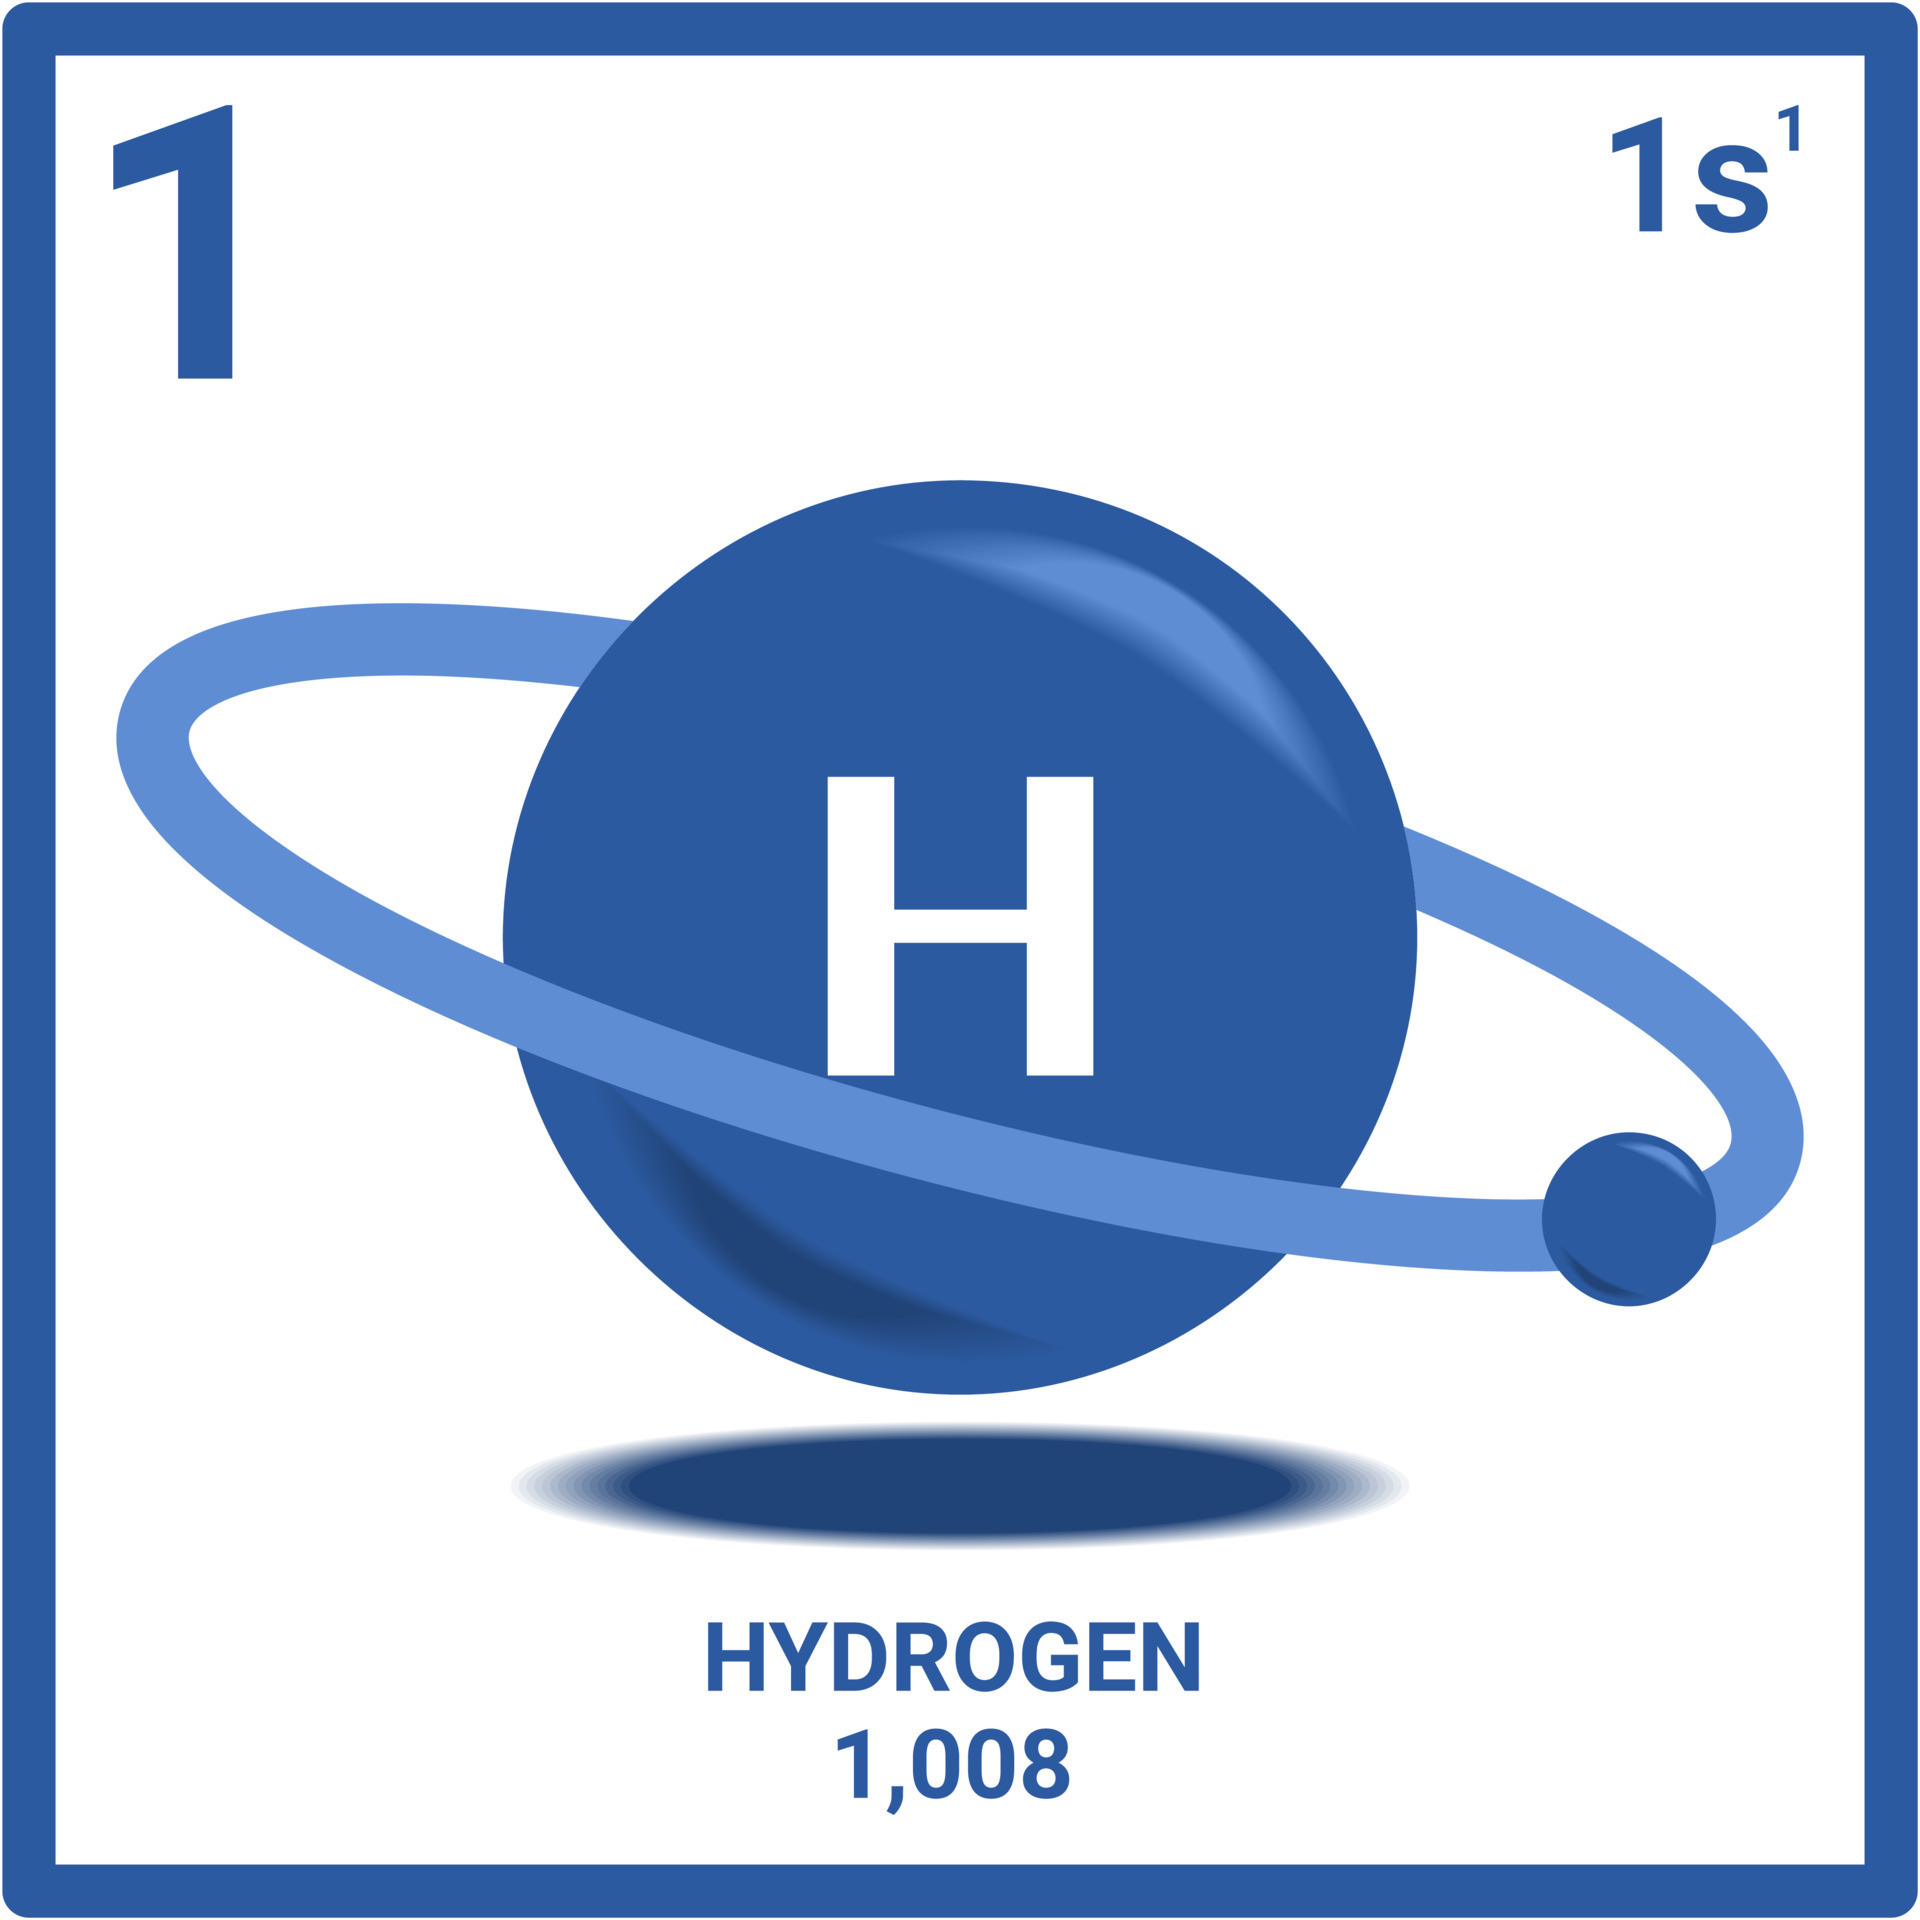 1
1s¹
H
HYDROGEN
1,008